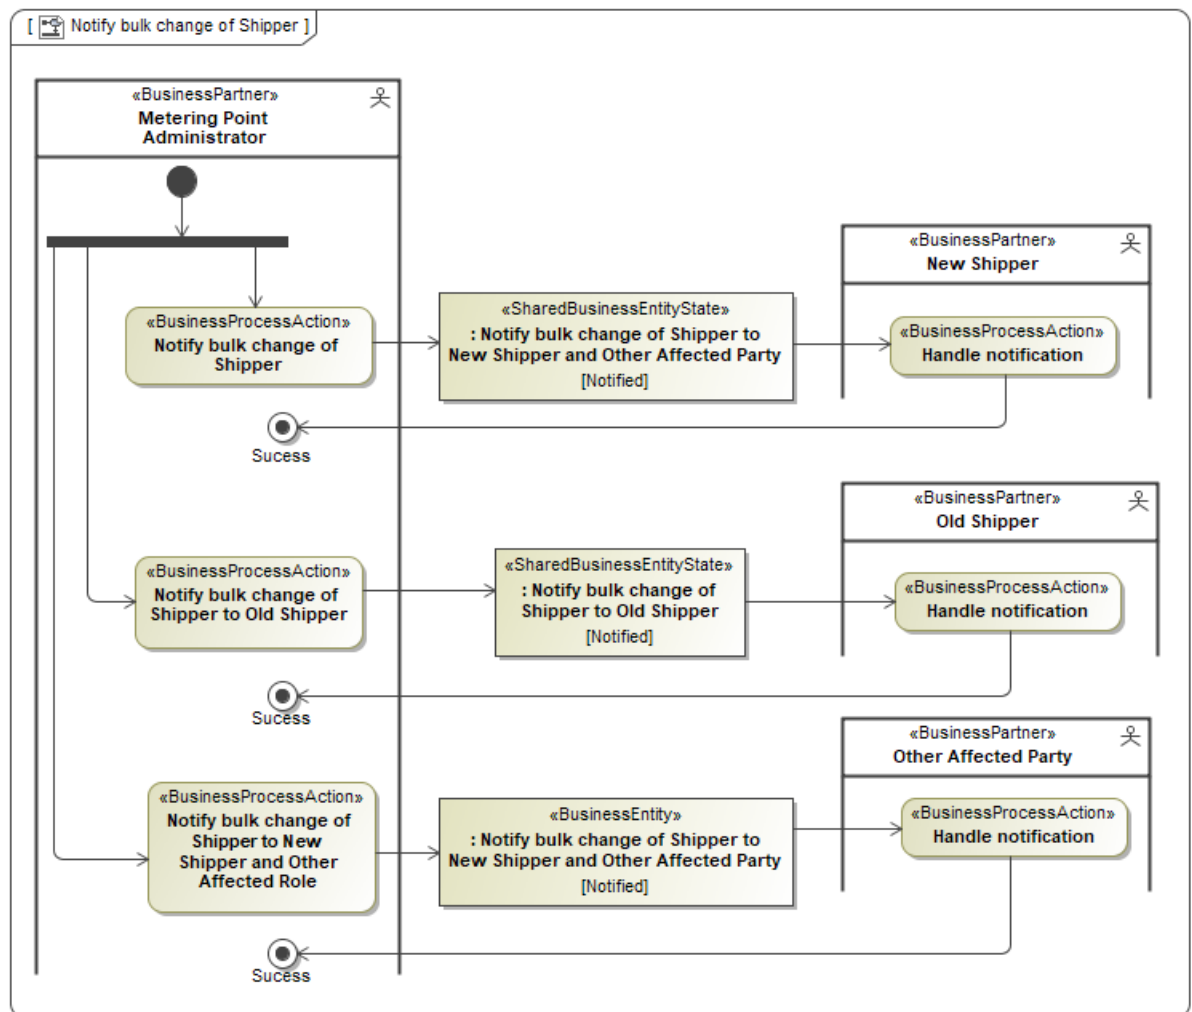 [ Notify bulk change of Shipper ]
«BusinessPartner»
Metering Point
Administrator
«BusinessPartner»
New Shipper
«BusinessProcessAction»
Notify bulk change of
Shipper
«SharedBusinessEntityState»
: Notify bulk change of Shipper to
New Shipper and Other Affected Party
[Notified]
«BusinessProcessAction»
Handle notification
Sucess
«BusinessPartner»
Old Shipper
«BusinessProcessAction»
Notify bulk change of
Shipper to Old Shipper
«SharedBusinessEntityState»
: Notify bulk change of
Shipper to Old Shipper
[Notified]
«BusinessProcessAction»
Handle notification
Sucess
«BusinessPartner»
Other Affected Party
«BusinessProcessAction»
Notify bulk change of
Shipper to New
Shipper and Other
Affected Role
«BusinessEntity»
: Notify bulk change of Shipper to
New Shipper and Other Affected Party
[Notified]
«BusinessProcessAction»
Handle notification
Sucess